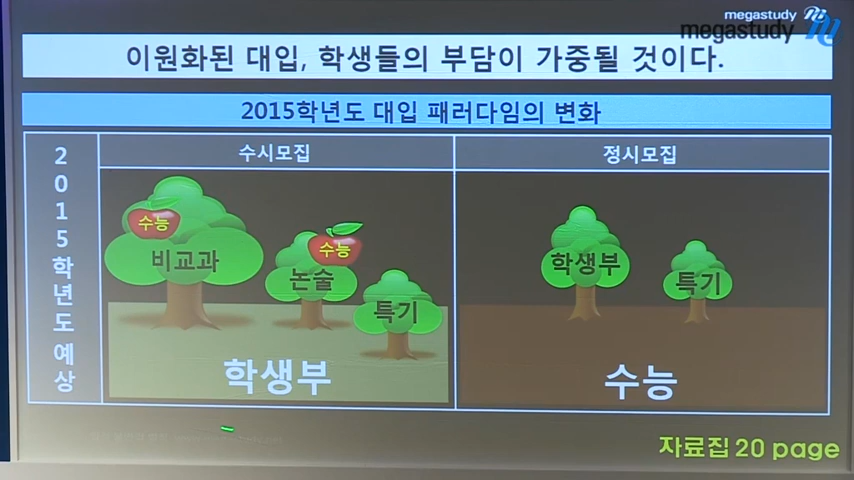 megastudy
megastudy
이원화된 대입, 학생들의 부담이 가중될 것이다.
2015학년도 대입 패러다임의 변화
2015학년도 예상
수시모집
정시모집
수능
비교과
수능
논술
특기
학생부
학생부
특기
수능
자료집 20 page